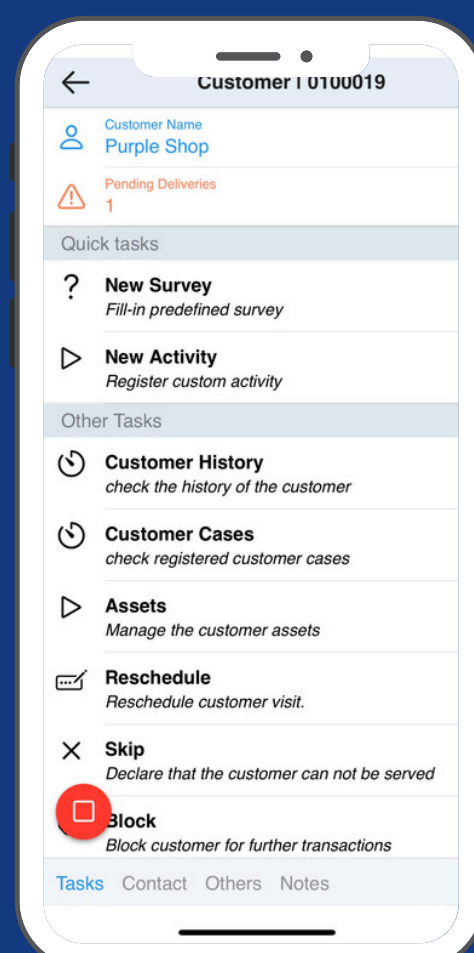 Customer | 0100019
Customer Name
Purple Shop
Pending Deliveries
1
Quick tasks
New Survey
Fill-in predefined survey
New Activity
Register custom activity
Other Tasks
Customer History
check the history of the customer
Customer Cases
check registered customer cases
Assets
Manage the customer assets
Reschedule
Reschedule customer visit.
Skip
Declare that the customer can not be served
Block
Block customer for further transactions
Tasks Contact Others Notes